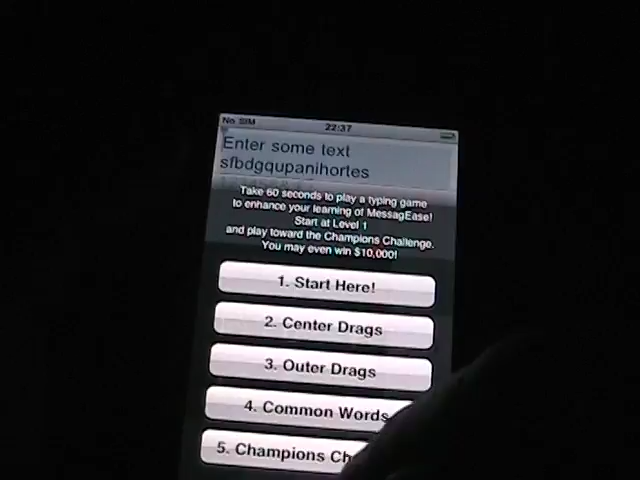 No SIM 22:37
Enter some text
sfbdgqupanihortes
Take 60 seconds to play a typing game
to enhance your learning of MessagEase!
Start at Level 1
and play toward the Champions Challenge.
You may even win $10,000!
1. Start Here!
2. Center Drags
3. Outer Drags
4. Common Words
5. Champions Ch